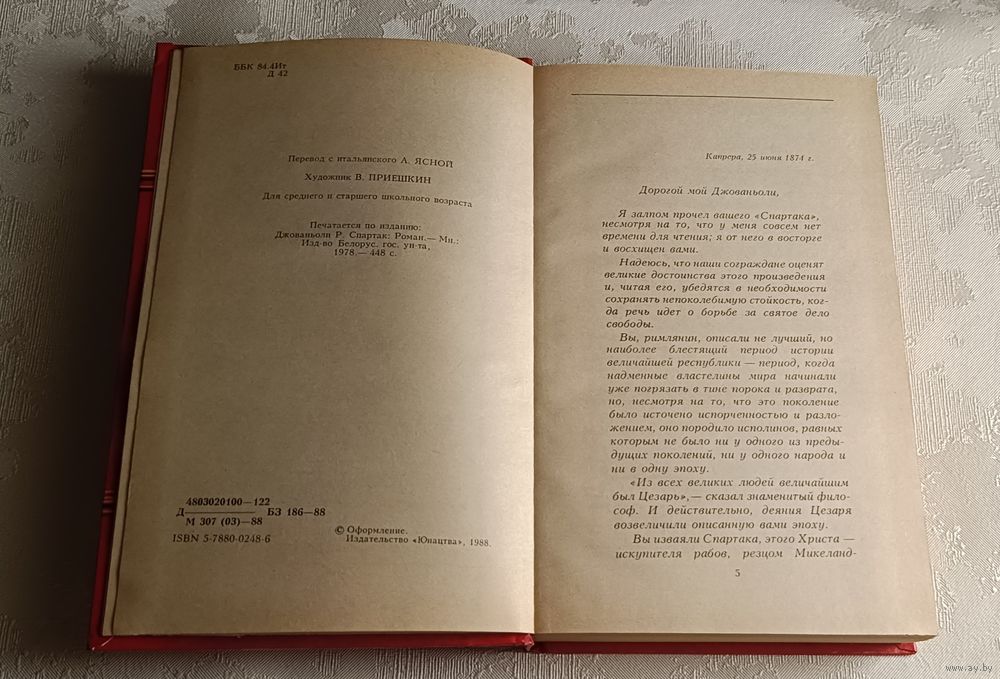 ББК 84.4Ит
Д 42
Перевод с итальянского А. ЯСНОЙ
Художник В. ПРИЕШКИН
Для среднего и старшего школьного возраста
Печатается по изданию:
Джованьоли Р. Спартак: Роман.— Мн.:
Изд-во Белорус. гос. ун-та,
1978.— 448 с.
4803020100—122
Д——————— БЗ 186—88
М 307 (03)—88
ISBN 5-7880-0248-6
© Оформление.
Издательство «Юнацтва», 1988.
Капрера, 25 июня 1874 г.
Дорогой мой Джованьоли,
Я залпом прочел вашего «Спартака»,
несмотря на то, что у меня совсем нет
времени для чтения; я от него в восторге
и восхищен вами.
Надеюсь, что наши сограждане оценят
великие достоинства этого произведения
и, читая его, убедятся в необходимости
сохранять непоколебимую стойкость, ког-
да речь идет о борьбе за святое дело
свободы.
Вы, римлянин, описали не лучший, но
наиболее блестящий период истории
величайшей республики — период, когда
надменные властелины мира начинали
уже погрязать в тине порока и разврата,
но, несмотря на то, что это поколение
было источено испорченностью и разло-
жением, оно породило исполинов, равных
которым не было ни у одного из преды-
дущих поколений, ни у одного народа и
ни в одну эпоху.
«Из всех великих людей величайшим
был Цезарь»,— сказал знаменитый фило-
соф. И действительно, деяния Цезаря
возвеличили описанную вами эпоху.
Вы изваяли Спартака, этого Христа —
искупителя рабов, резцом Микеланд-
5
www.ay.by